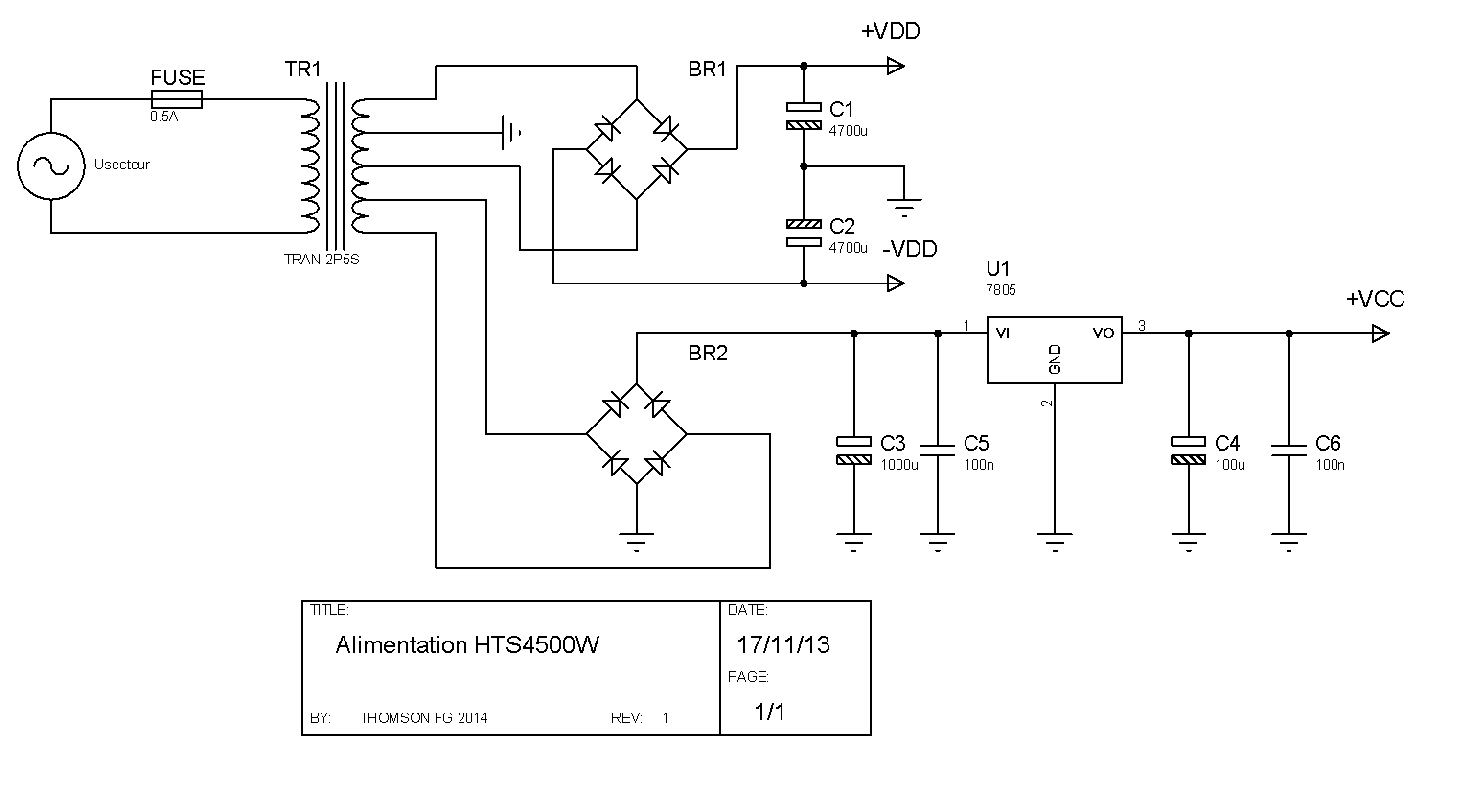 +VDD
FUSE
0.5A
TR1
BR1
C1
4700u
Usecteur
C2
4700u
-VDD
TRAN-2P5S
U1
7805
+VCC
1
VI
VO
3
GND
2
BR2
C3
1000u
C5
100n
C4
100u
C6
100n
TITLE:
DATE:
Alimentation HTS4500W
17/11/13
PAGE:
BY: THOMSON FG 2014
REV: 1
1/1